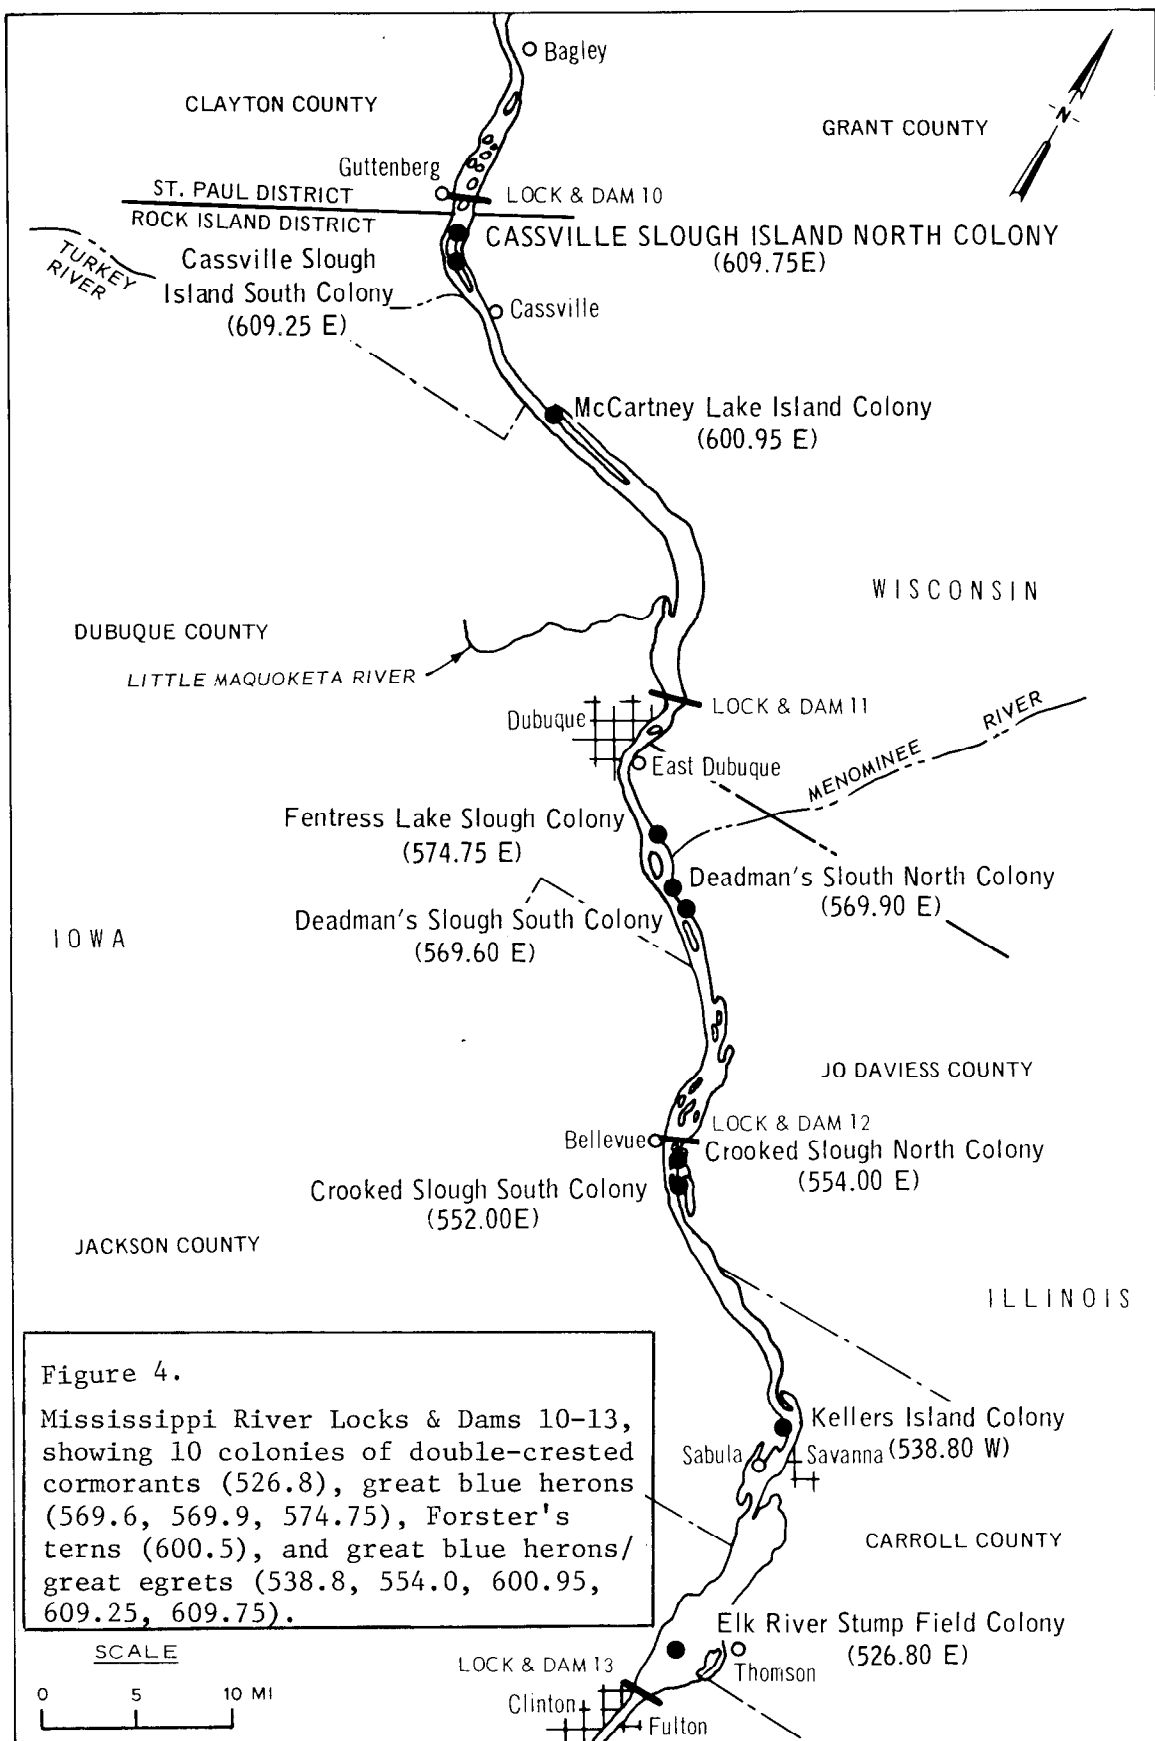 Bagley
CLAYTON COUNTY
GRANT COUNTY
N
Guttenberg
LOCK & DAM 10
ST. PAUL DISTRICT
ROCK ISLAND DISTRICT
TURKEY
RIVER
CASSVILLE SLOUGH ISLAND NORTH COLONY
(609.75E)
Cassville Slough
Island South Colony
(609.25 E)
Cassville
McCartney Lake Island Colony
(600.95 E)
WISCONSIN
DUBUQUE COUNTY
LITTLE MAQUOKETA RIVER
LOCK & DAM 11
Dubuque
East Dubuque
MENOMINEE RIVER
Fentress Lake Slough Colony
(574.75 E)
Deadman's Slouth North Colony
(569.90 E)
Deadman's Slough South Colony
(569.60 E)
IOWA
JO DAVIESS COUNTY
LOCK & DAM 12
Bellevue
Crooked Slough North Colony
(554.00 E)
Crooked Slough South Colony
(552.00E)
JACKSON COUNTY
ILLINOIS
Kellers Island Colony
(538.80 W)
Sabula
Savanna
CARROLL COUNTY
Elk River Stump Field Colony
(526.80 E)
Thomson
LOCK & DAM 13
Clinton
Fulton
Figure 4.
Mississippi River Locks & Dams 10-13,
showing 10 colonies of double-crested
cormorants (526.8), great blue herons
(569.6, 569.9, 574.75), Forster's
terns (600.5), and great blue herons/
great egrets (538.8, 554.0, 600.95,
609.25, 609.75).
SCALE
0 5 10 MI